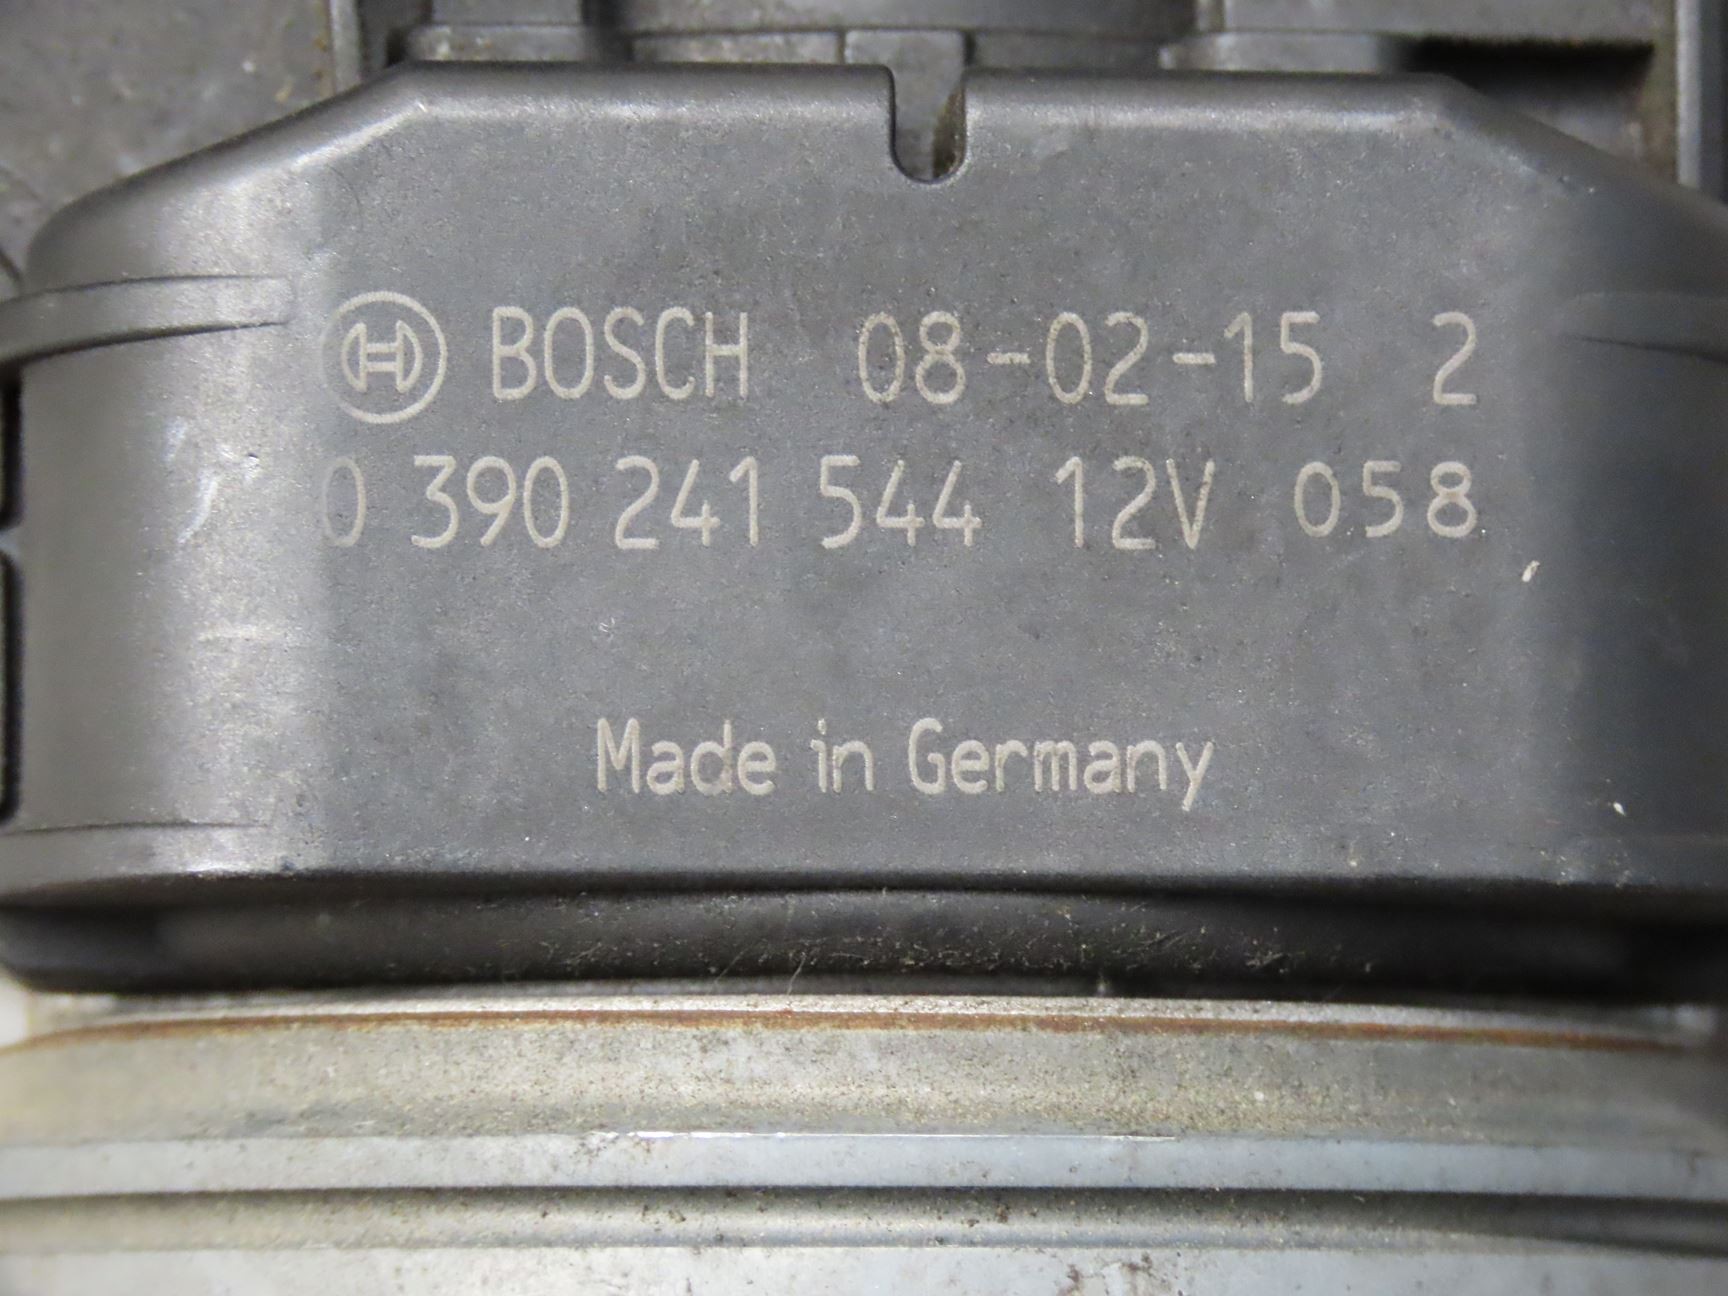 BOSCH 08-02-15 2
0 390 241 544 12V 058
Made in Germany